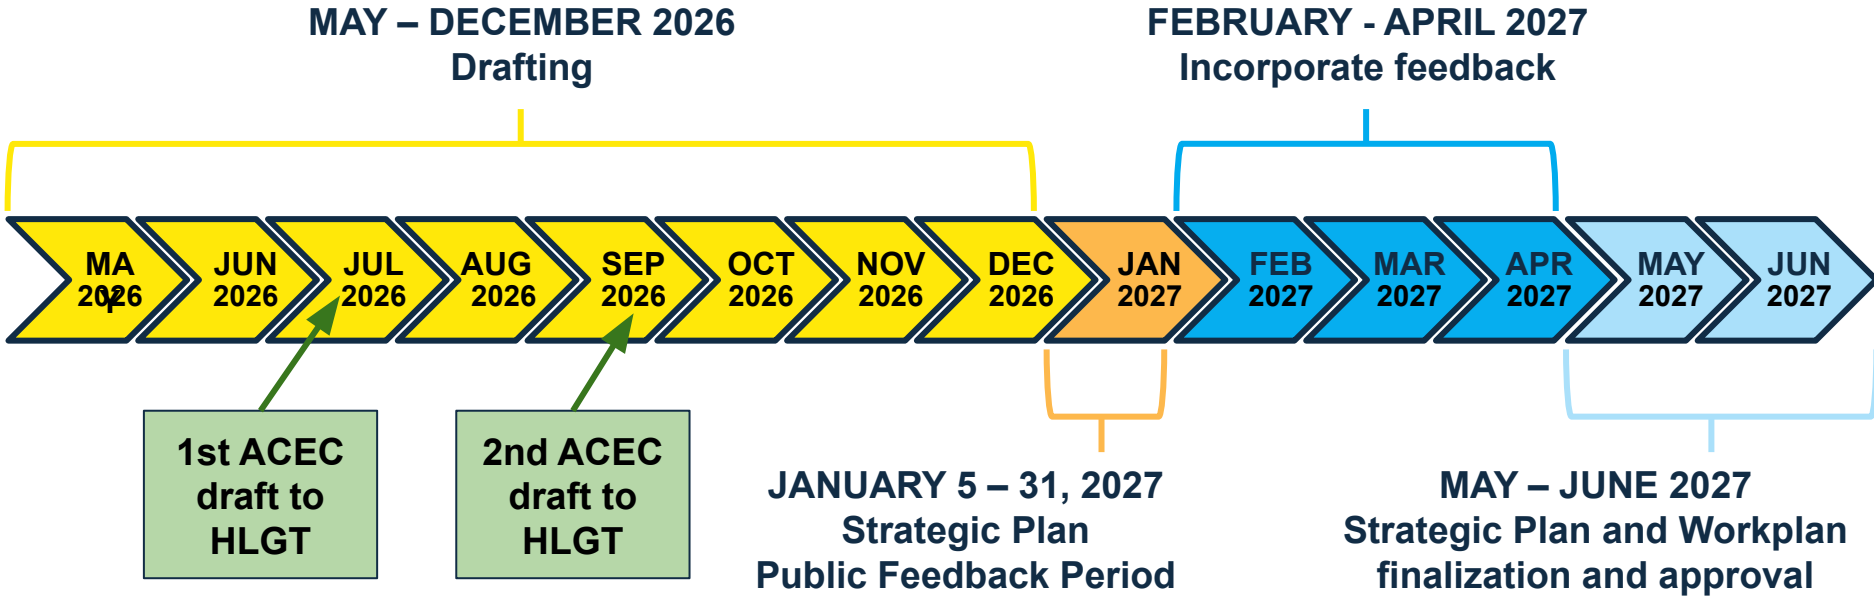 MAY – DECEMBER 2026
Drafting
FEBRUARY - APRIL 2027
Incorporate feedback
MAY
2026
JUN
2026
JUL
2026
AUG
2026
SEP
2026
OCT
2026
NOV
2026
DEC
2026
JAN
2027
FEB
2027
MAR
2027
APR
2027
MAY
2027
JUN
2027
1st ACEC
draft to
HLGT
2nd ACEC
draft to
HLGT
JANUARY 5 – 31, 2027
Strategic Plan
Public Feedback Period
MAY – JUNE 2027
Strategic Plan and Workplan
finalization and approval